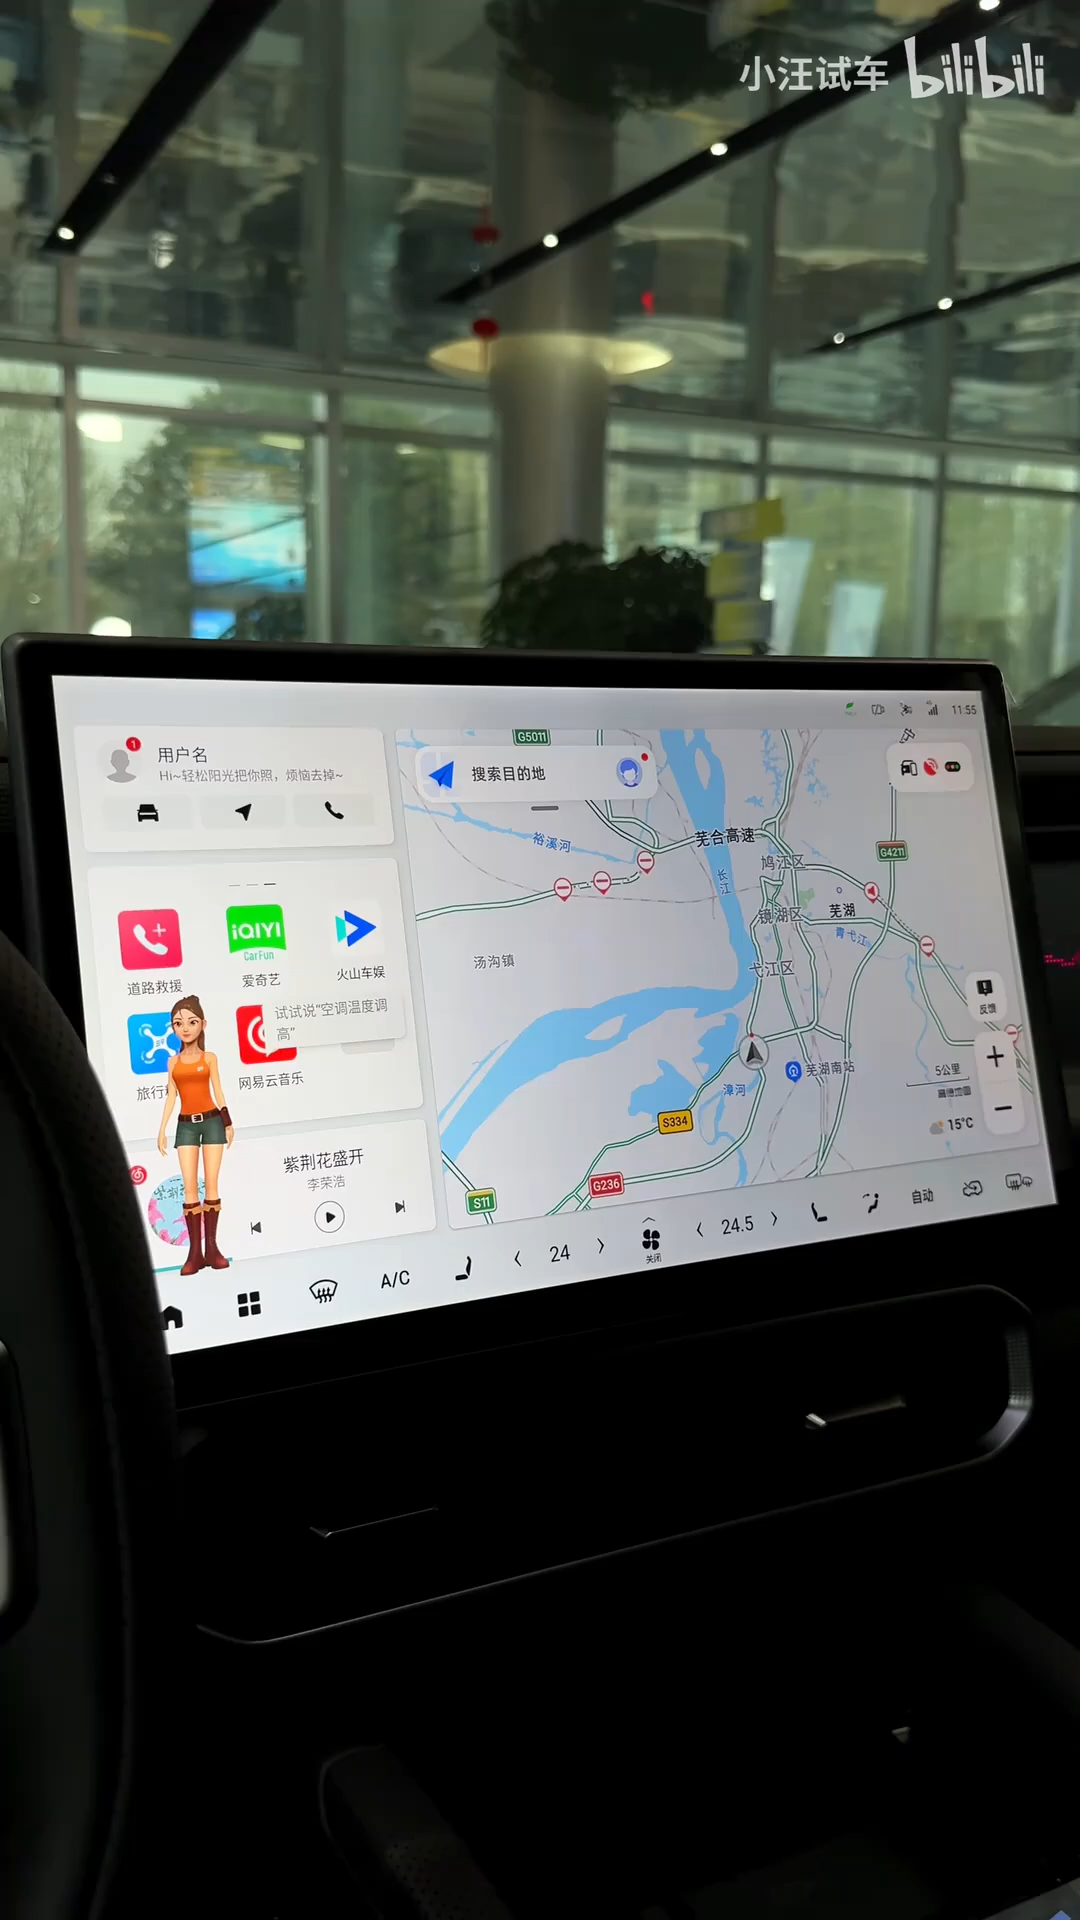 小汪试车 bilibili
11:55
1
用户名
Hi~轻松阳光把你照，烦恼去掉~
搜索目的地
G5011
芜合高速
裕溪河
长江
鸠江区
G4211
镜湖区
芜湖
青弋江
弋江区
汤沟镇
芜湖南站
漳河
S334
G236
S11
反馈
5公里
高德地图
15°C
道路救援
iQIYI
CarFun
爱奇艺
火山车娱
试试说"空调温度调
高"
旅行
网易云音乐
紫荆花盛开
李荣浩
A/C
24
关闭
24.5
自动